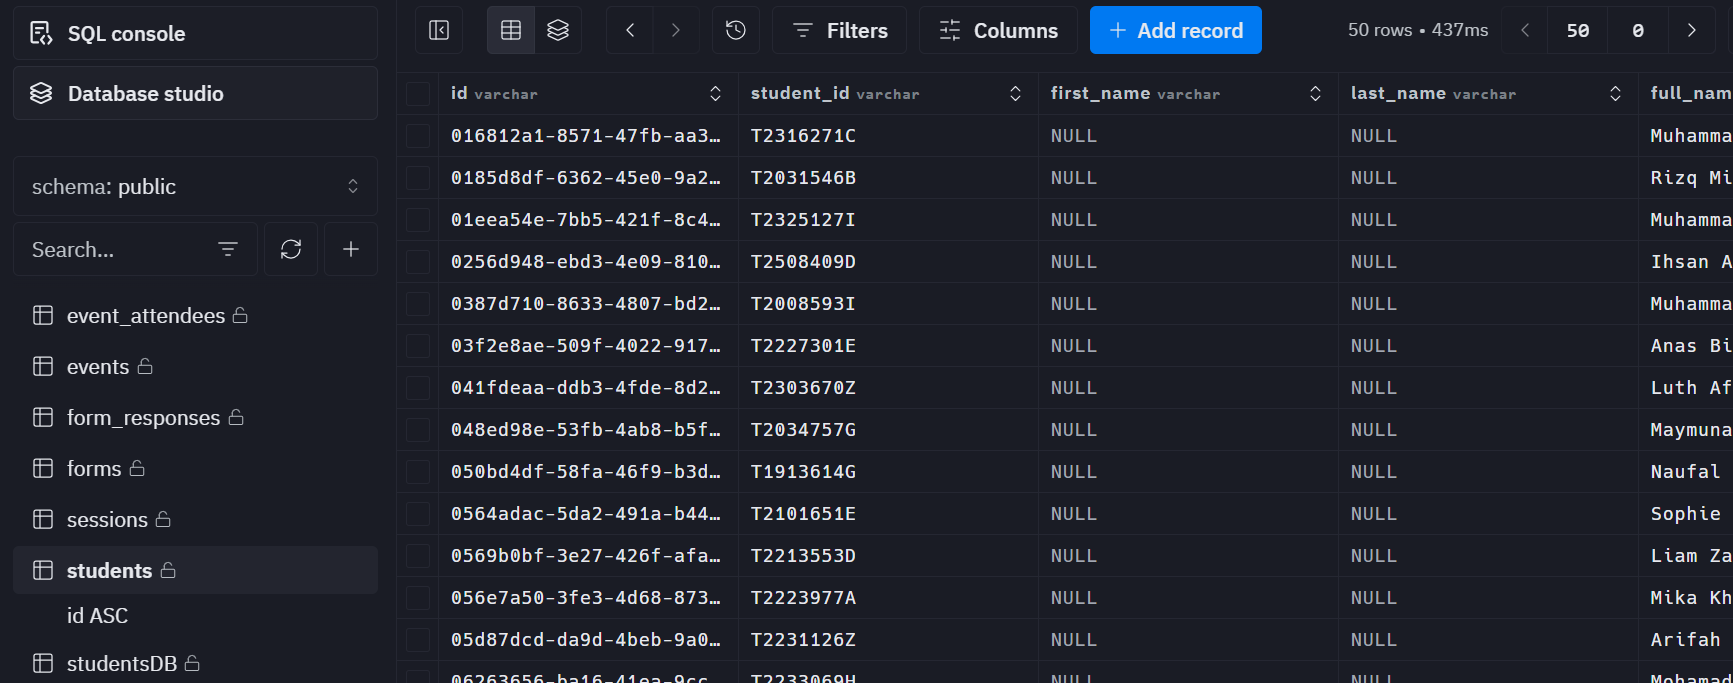 SQL console
Database studio
schema: public
Search...
event_attendees
events
form_responses
forms
sessions
students
id ASC
studentsDB
Filters
Columns
+ Add record
50 rows • 437ms
50
0
id varchar student_id varchar first_name varchar last_name varchar full_nam
016812a1-8571-47fb-aa3… T2316271C NULL NULL Muhamma
0185d8df-6362-45e0-9a2… T2031546B NULL NULL Rizq Mi
01eea54e-7bb5-421f-8c4… T2325127I NULL NULL Muhamma
0256d948-ebd3-4e09-810… T2508409D NULL NULL Ihsan A
0387d710-8633-4807-bd2… T2008593I NULL NULL Muhamma
03f2e8ae-509f-4022-917… T2227301E NULL NULL Anas Bi
041fdeaa-ddb3-4fde-8d2… T2303670Z NULL NULL Luth Af
048ed98e-53fb-4ab8-b5f… T2034757G NULL NULL Maymuna
050bd4df-58fa-46f9-b3d… T1913614G NULL NULL Naufal
0564adac-5da2-491a-b44… T2101651E NULL NULL Sophie
0569b0bf-3e27-426f-afa… T2213553D NULL NULL Liam Za
056e7a50-3fe3-4d68-873… T2223977A NULL NULL Mika Kh
05d87dcd-da9d-4beb-9a0… T2231126Z NULL NULL Arifah
06263656-ba16-41ea-9cc… T2233069H NULL NULL Mohamad